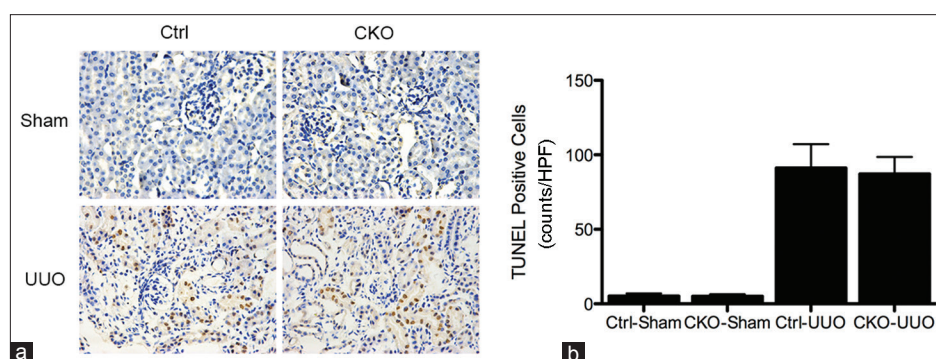 Ctrl
CKO
Sham
UUO
a
TUNEL Positive Cells
(counts/HPF)
150
100
50
0
Ctrl-Sham
CKO-Sham
Ctrl-UUO
CKO-UUO
b